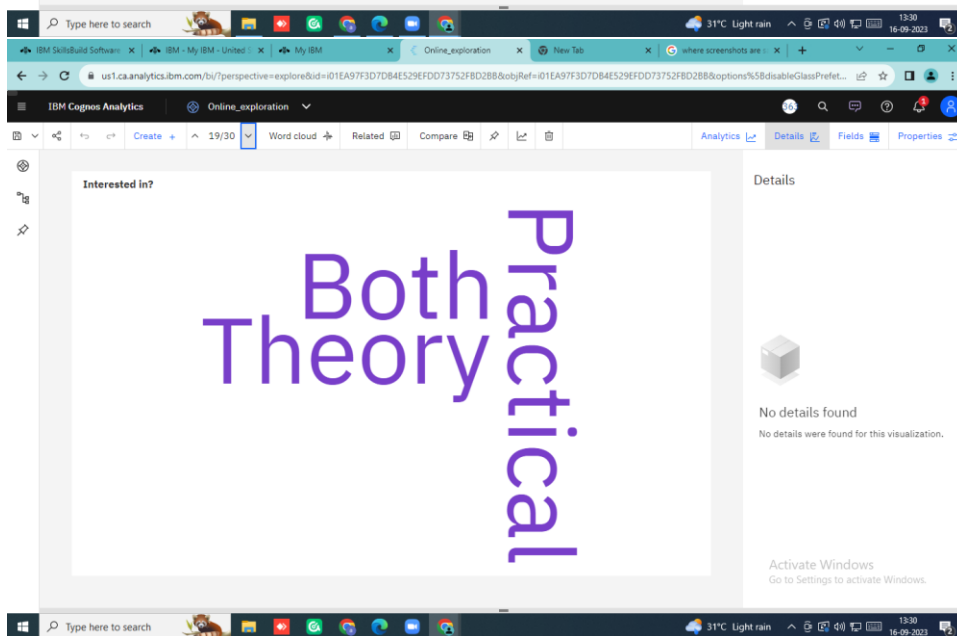 Type here to search
31°C Light rain
13:30
16-09-2023
2
IBM SkillsBuild Software
IBM - My IBM - United S
My IBM
Online_exploration
New Tab
where screenshots are s
us1.ca.analytics.ibm.com/bi/?perspective=explore&id=i01EA97F3D7DB4E529EFDD73752FBD2BB&objRef=i01EA97F3D7DB4E529EFDD73752FBD2BB&options%5BdisableGlassPrefet...
IBM Cognos Analytics
Online_exploration
363
Create +
19/30
Word cloud
Related
Compare
Analytics
Details
Fields
Properties
Interested in?
Both
Theory
Practical
Details
No details found
No details were found for this visualization.
Activate Windows
Go to Settings to activate Windows.
Type here to search
31°C Light rain
13:30
16-09-2023
2